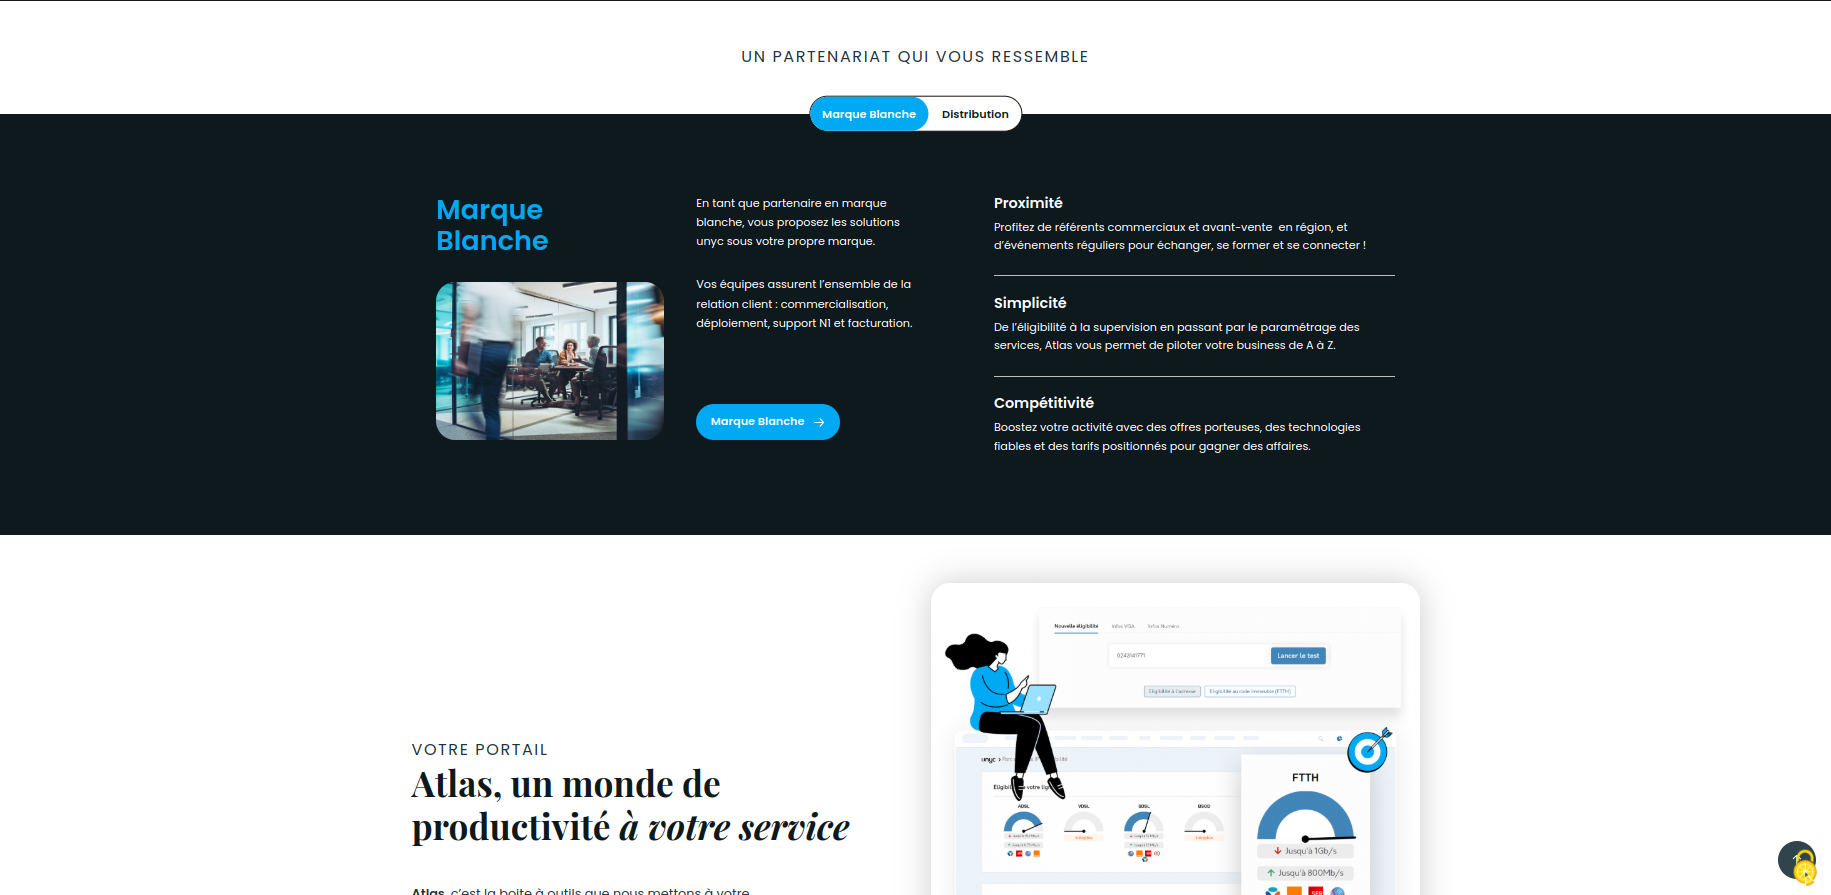 UN PARTENARIAT QUI VOUS RESSEMBLE
Marque Blanche
Distribution
Marque
Blanche
En tant que partenaire en marque
blanche, vous proposez les solutions
unyc sous votre propre marque.
Vos équipes assurent l'ensemble de la
relation client : commercialisation,
déploiement, support N1 et facturation.
Marque Blanche →
Proximité
Profitez de référents commerciaux et avant-vente  en région, et
d'événements réguliers pour échanger, se former et se connecter !
Simplicité
De l'éligibilité à la supervision en passant par le paramétrage des
services, Atlas vous permet de piloter votre business de A à Z.
Compétitivité
Boostez votre activité avec des offres porteuses, des technologies
fiables et des tarifs positionnés pour gagner des affaires.
VOTRE PORTAIL
Atlas, un monde de
productivité à votre service
Atlas, c'est la boite à outils que nous mettons à votre
Nouvelle éligibilité
Infos VGA
Infos Numéro
0243141771
Lancer le test
Eligibilité à l'adresse
Eligibilité au code immeuble (FTTH)
unyc >
votre lig
ADSL
VDSL
SDSL
FTTH
Jusqu'à 1Gb/s
Jusqu'à 800Mb/s
SFR